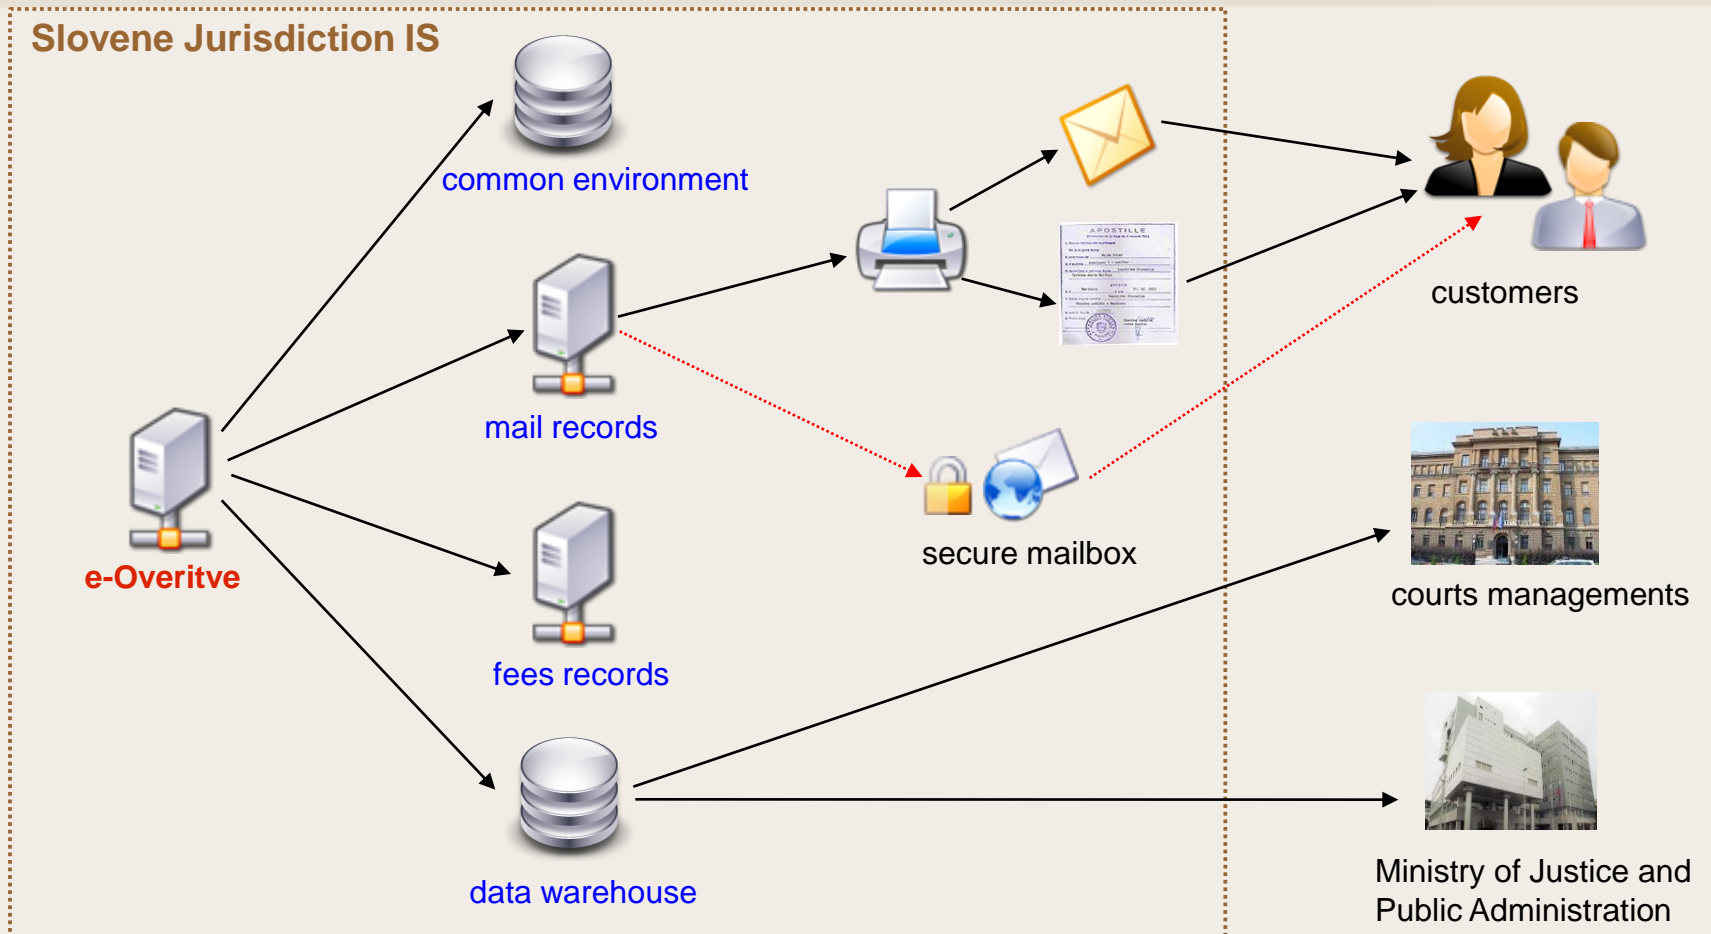 Slovene Jurisdiction IS
common environment
APOSTILLE
customers
mail records
secure mailbox
e-Overitve
courts managements
fees records
data warehouse
Ministry of Justice and
Public Administration